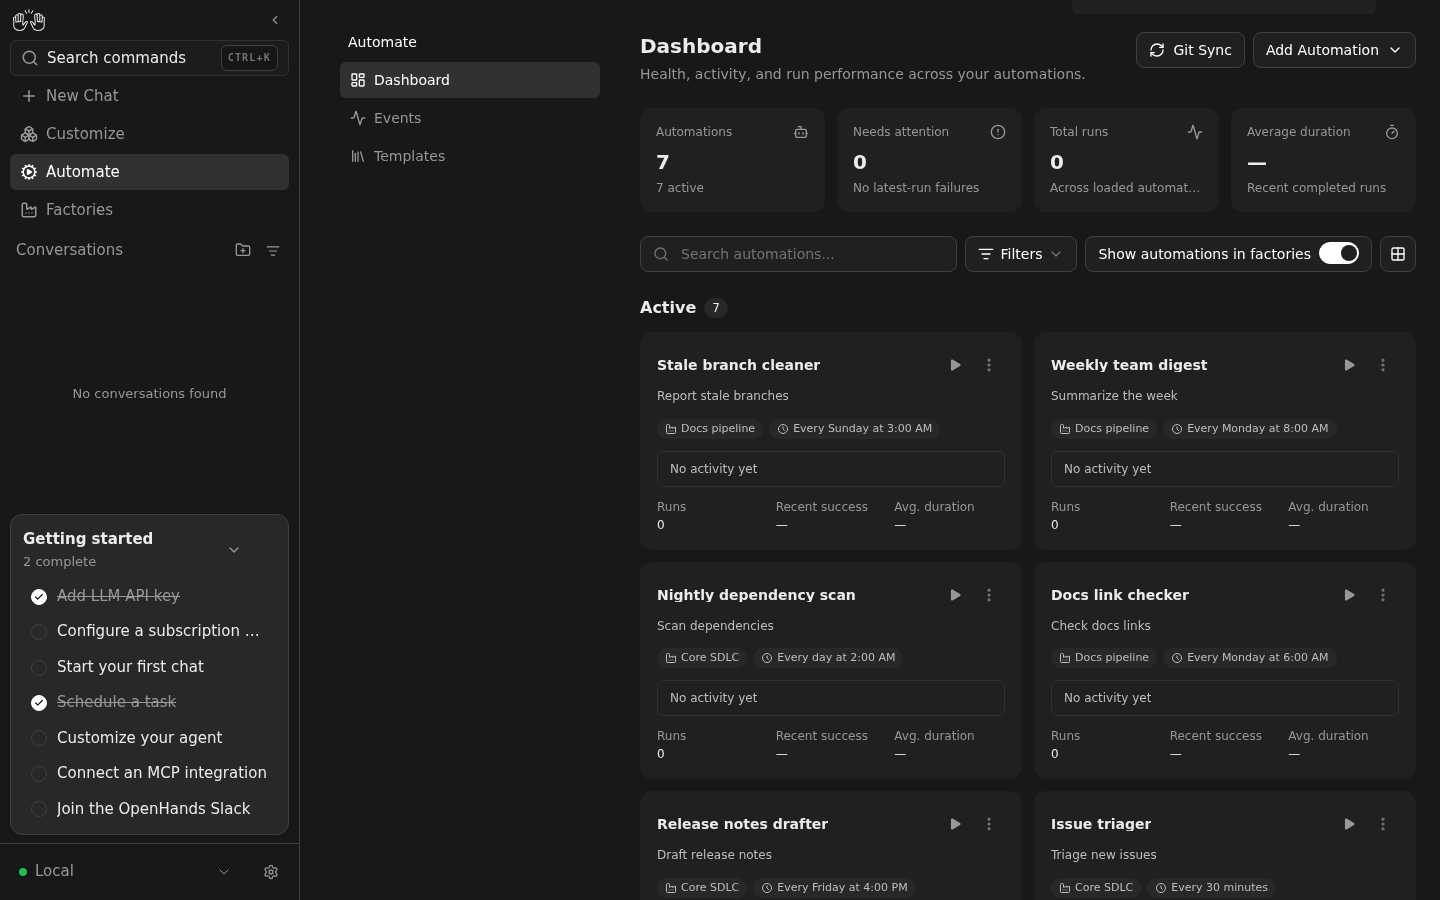 Search commands
CTRL+K
New Chat
Customize
Automate
Factories
Conversations
No conversations found
Getting started
2 complete
Add LLM API key
Configure a subscription ...
Start your first chat
Schedule a task
Customize your agent
Connect an MCP integration
Join the OpenHands Slack
Local
Automate
Dashboard
Events
Templates
Dashboard
Health, activity, and run performance across your automations.
Git Sync
Add Automation
Automations
7
7 active
Needs attention
0
No latest-run failures
Total runs
0
Across loaded automat...
Average duration
—
Recent completed runs
Search automations...
Filters
Show automations in factories
Active 7
Stale branch cleaner
Report stale branches
Docs pipeline Every Sunday at 3:00 AM
No activity yet
Runs Recent success Avg. duration
0 — —
Weekly team digest
Summarize the week
Docs pipeline Every Monday at 8:00 AM
No activity yet
Runs Recent success Avg. duration
0 — —
Nightly dependency scan
Scan dependencies
Core SDLC Every day at 2:00 AM
No activity yet
Runs Recent success Avg. duration
0 — —
Docs link checker
Check docs links
Docs pipeline Every Monday at 6:00 AM
No activity yet
Runs Recent success Avg. duration
0 — —
Release notes drafter
Draft release notes
Core SDLC Every Friday at 4:00 PM
Issue triager
Triage new issues
Core SDLC Every 30 minutes